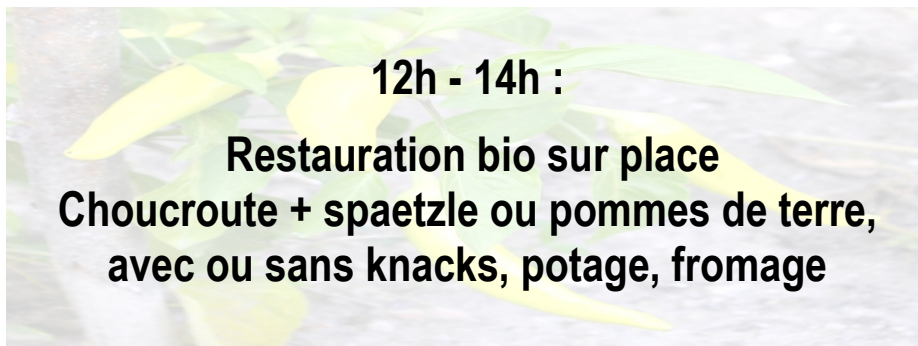 12h - 14h :
Restauration bio sur place
Choucroute + spaetzle ou pommes de terre,
avec ou sans knacks, potage, fromage